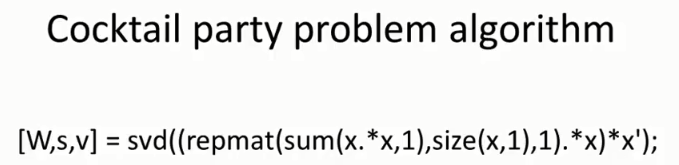 Cocktail party problem algorithm
[W,s,v] = svd((repmat(sum(x.*x,1),size(x,1),1).*x)*x');